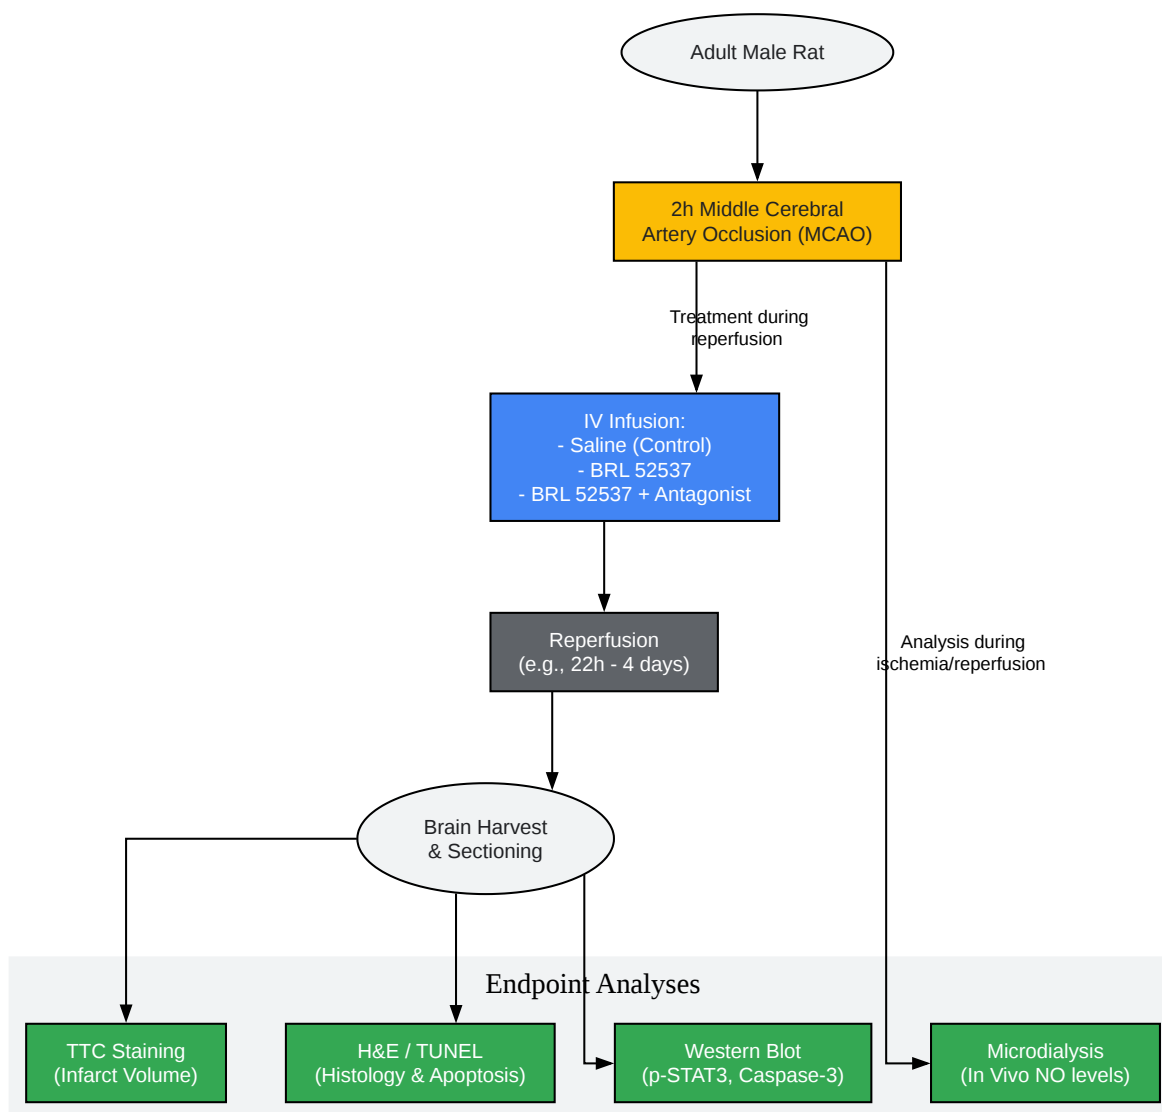 Adult Male Rat
2h Middle Cerebral
Artery Occlusion (MCAO)
Treatment during
reperfusion
IV Infusion:
- Saline (Control)
- BRL 52537
- BRL 52537 + Antagonist
Reperfusion
(e.g., 22h - 4 days)
Analysis during
ischemia/reperfusion
Brain Harvest
& Sectioning
Endpoint Analyses
TTC Staining
(Infarct Volume)
H&E / TUNEL
(Histology & Apoptosis)
Western Blot
(p-STAT3, Caspase-3)
Microdialysis
(In Vivo NO levels)